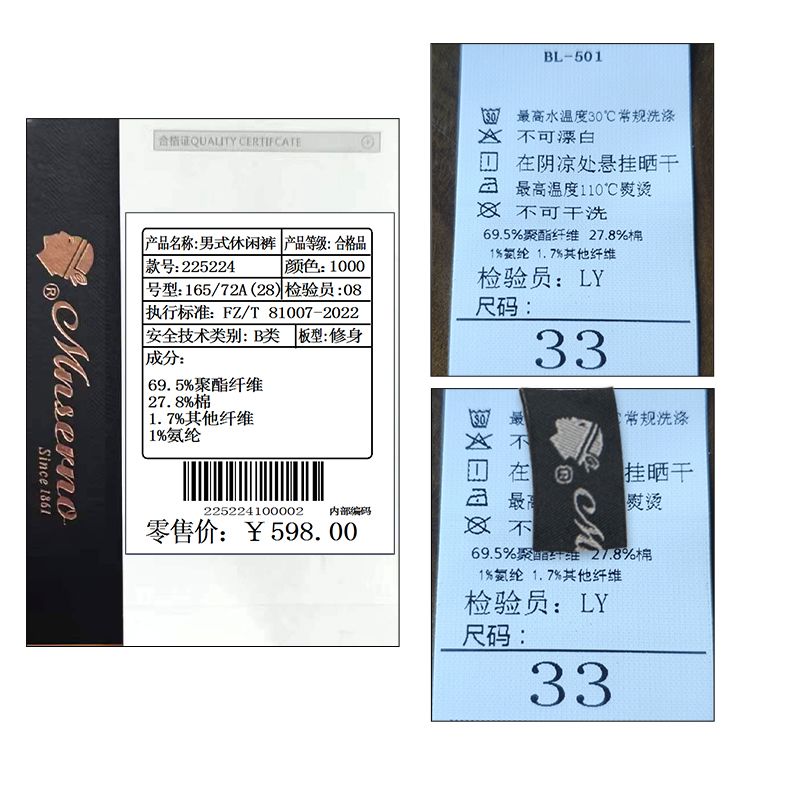 合格证QUALITY CERTIFCATE
Mnserno
®
Since 1861
产品名称:男式休闲裤 产品等级:合格品
款号:225224 颜色:1000
号型:165/72A(28) 检验员:08
执行标准: FZ/T 81007-2022
安全技术类别: B类 板型:修身
成分:
69.5%聚酯纤维
27.8%棉
1.7%其他纤维
1%氨纶
225224100002 内部编码
零售价:￥598.00
BL-501
30 最高水温度30℃常规洗涤
不可漂白
在阴凉处悬挂晒干
最高温度110℃熨烫
不可干洗
69.5%聚酯纤维 27.8%棉
1%氨纶 1.7%其他纤维
检验员: LY
尺码:
33
30 最 常规洗涤
不
在 挂晒干
最高 熨烫
不
® M
69.5%聚酯纤维 27.8%棉
1%氨纶 1.7%其他纤维
检验员: LY
尺码:
33